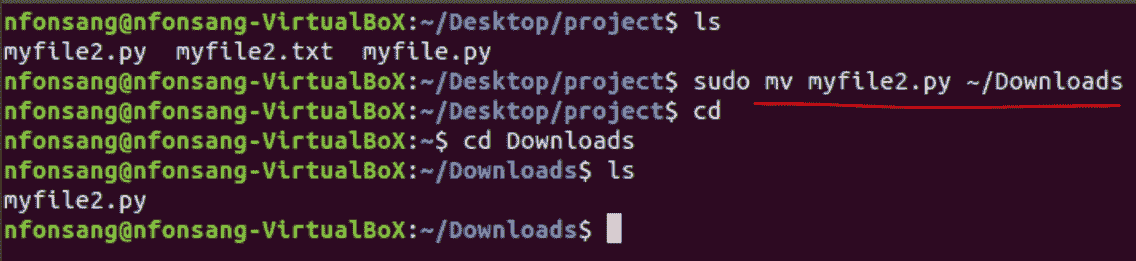 nfonsang@nfonsang-VirtualBoX:~/Desktop/project$ ls
myfile2.py  myfile2.txt  myfile.py
nfonsang@nfonsang-VirtualBoX:~/Desktop/project$ sudo mv myfile2.py ~/Downloads
nfonsang@nfonsang-VirtualBoX:~/Desktop/project$ cd
nfonsang@nfonsang-VirtualBoX:~$ cd Downloads
nfonsang@nfonsang-VirtualBoX:~/Downloads$ ls
myfile2.py
nfonsang@nfonsang-VirtualBoX:~/Downloads$